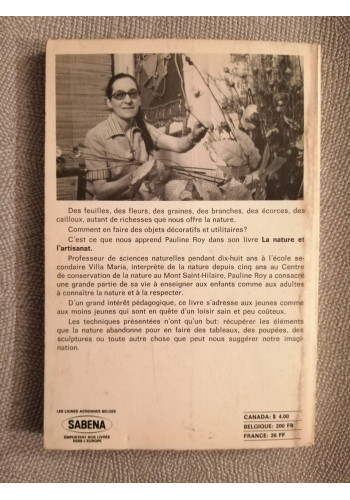 Des feuilles, des fleurs, des graines, des branches, des écorces, des
cailloux, autant de richesses que nous offre la nature.
Comment en faire des objets décoratifs et utilitaires?
C'est ce que nous apprend Pauline Roy dans son livre La nature et
l'artisanat.
Professeur de sciences naturelles pendant dix-huit ans à l'école se-
condaire Villa Maria, interprète de la nature depuis cinq ans au Centre
de conservation de la nature au Mont Saint-Hilaire, Pauline Roy a consacré
une grande partie de sa vie à enseigner aux enfants comme aux adultes
à connaître la nature et à la respecter.
D'un grand intérêt pédagogique, ce livre s'adresse aux jeunes comme
aux moins jeunes qui sont en quête d'un loisir sain et peu coûteux.
Les techniques présentées n'ont qu'un but: récupérer les éléments
que la nature abandonne pour en faire des tableaux, des poupées, des
sculptures ou toute autre chose que peut nous suggérer notre imagi-
nation.
LES LIGNES AERIENNES BELGES
SABENA
EMPORTENT NOS LIVRES
VERS L'EUROPE
CANADA: $ 4.00
BELGIQUE: 200 FB
FRANCE: 26 FF